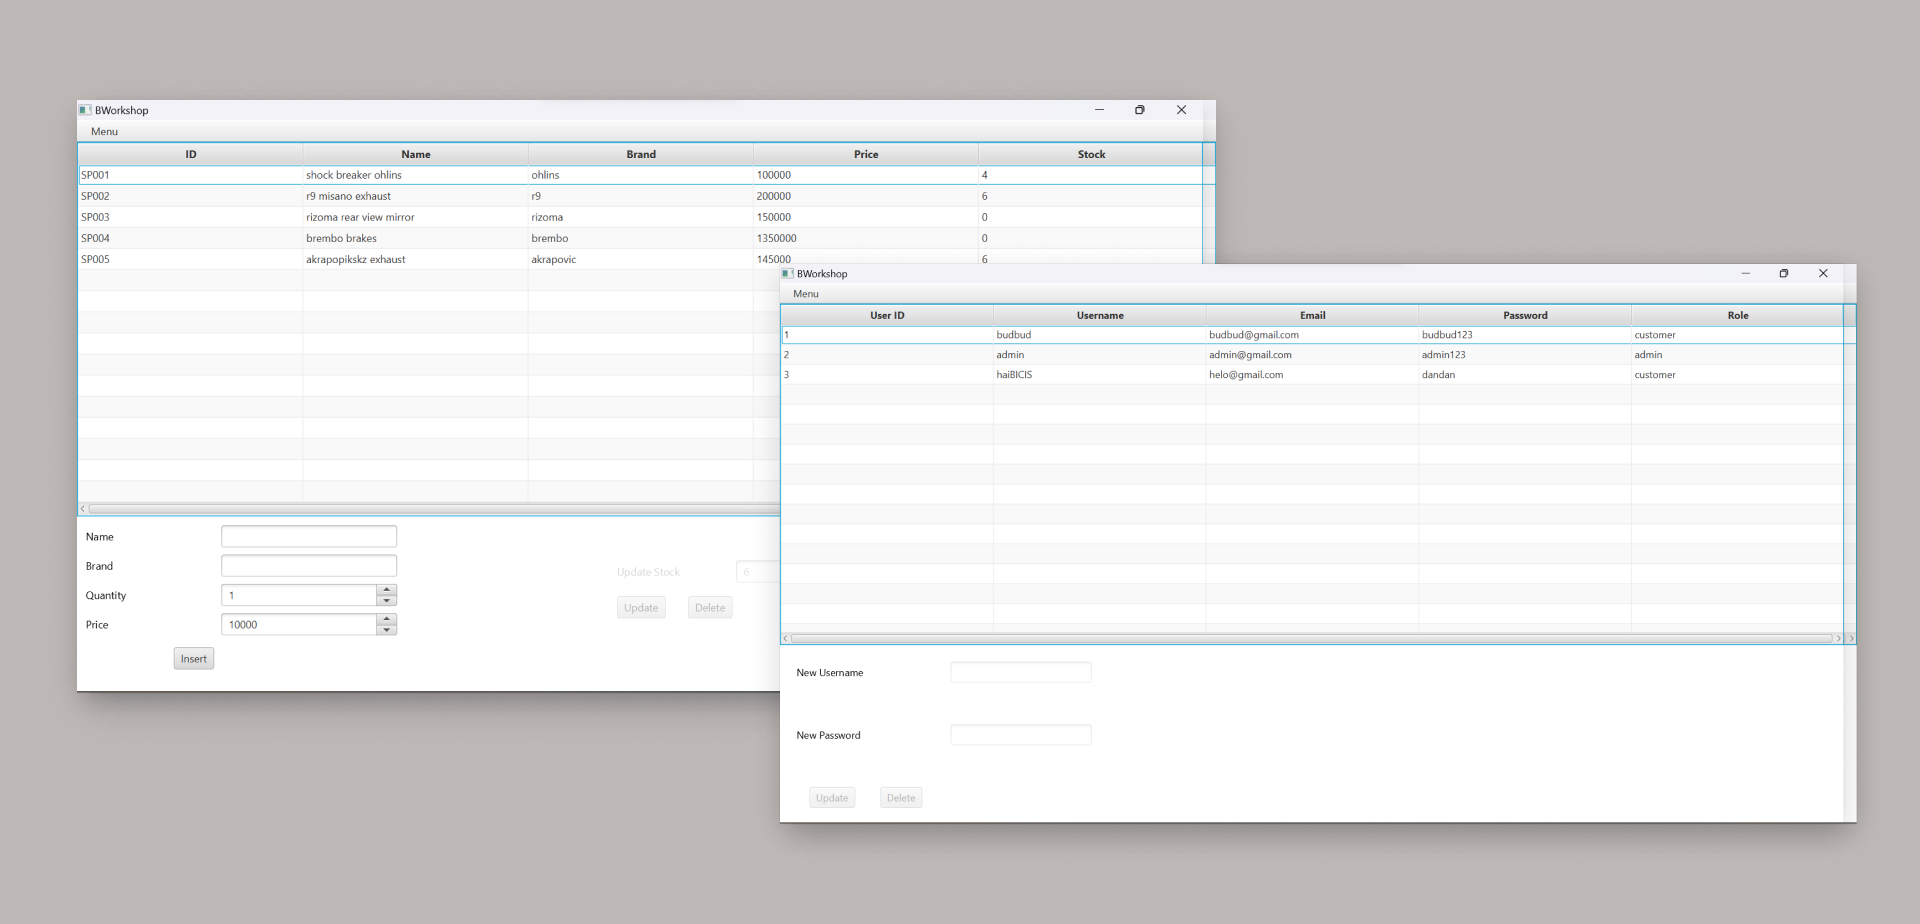 BWorkshop
Menu
ID Name Brand Price Stock
SP001 shock breaker ohlins ohlins 100000 4
SP002 r9 misano exhaust r9 200000 6
SP003 rizoma rear view mirror rizoma 150000 0
SP004 brembo brakes brembo 1350000 0
SP005 akrapopikskz exhaust akrapovic 145000 6
Name
Brand
Quantity 1
Price 10000
Insert
Update Stock 6
Update Delete
BWorkshop
Menu
User ID Username Email Password Role
1 budbud budbud@gmail.com budbud123 customer
2 admin admin@gmail.com admin123 admin
3 haiBICIS helo@gmail.com dandan customer
New Username
New Password
Update Delete